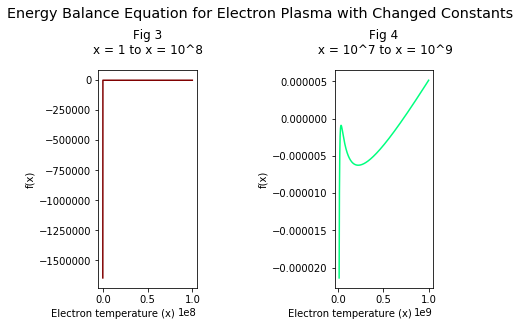 Energy Balance Equation for Electron Plasma with Changed Constants
Fig 3
x = 1 to x = 10^8
0
−250000
−500000
−750000
−1000000
−1250000
−1500000
f(x)
0.0
0.5
1.0
1e8
Electron temperature (x)
Fig 4
x = 10^7 to x = 10^9
0.000005
0.000000
−0.000005
−0.000010
−0.000015
−0.000020
f(x)
0.0
0.5
1.0
1e9
Electron temperature (x)